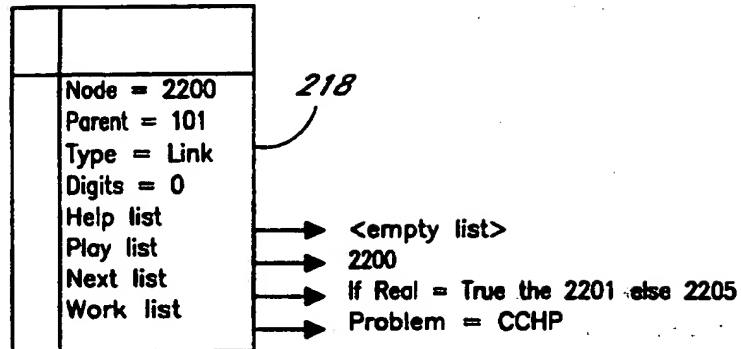 Node = 2200
218
Parent = 101
Type = Link
Digits = 0
Help list
<empty list>
Play list
2200
Next list
If Real = True the 2201 else 2205
Work list
Problem = CCHP